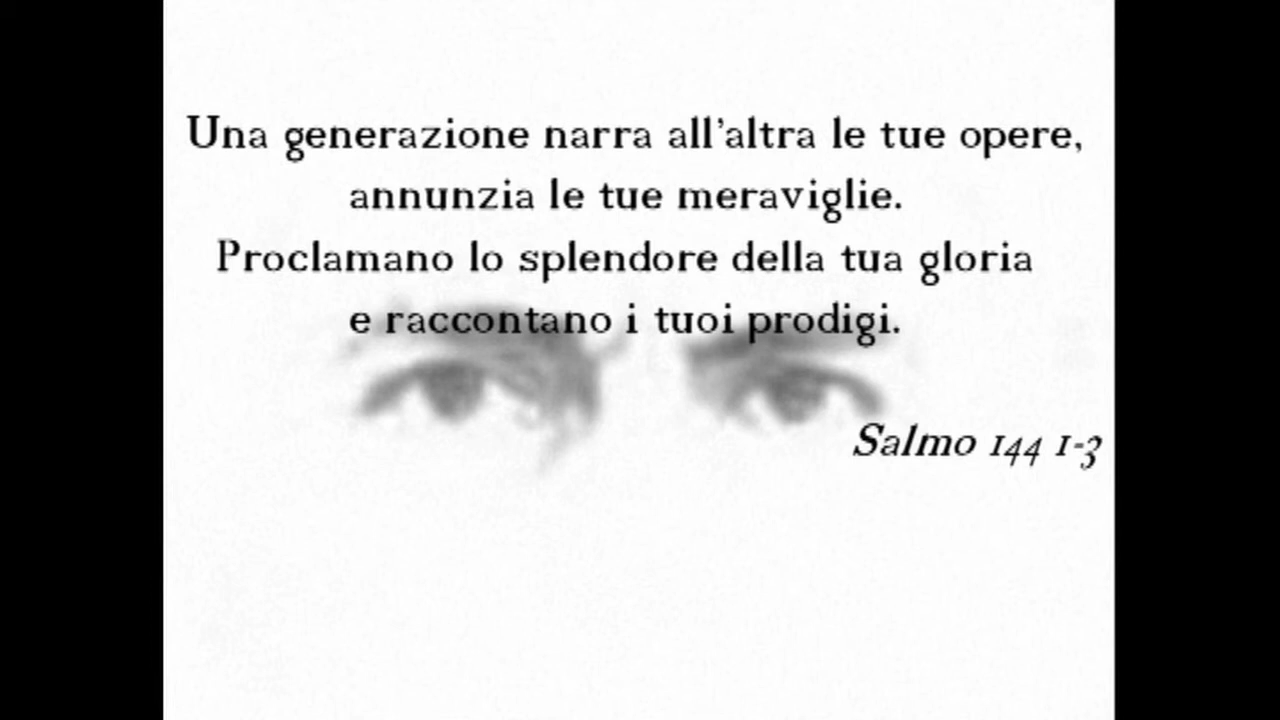 Una generazione narra all'altra le tue opere,
annunzia le tue meraviglie.
Proclamano lo splendore della tua gloria
e raccontano i tuoi prodigi.
Salmo 144 1-3